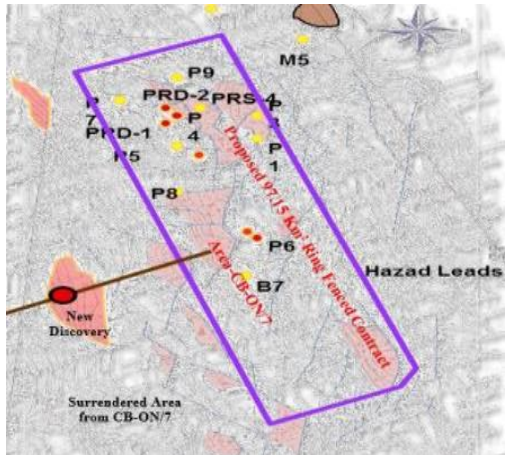 M5
P9
PRD-2
PRS-4
P
7
P
4
P
1
PRD-1
P5
P8
P6
B7
Proposed 97.15 Km² Ring Fenced Contract
Area-CB-ON/7
Hazad Leads
New
Discovery
Surrendered Area
from CB-ON/7